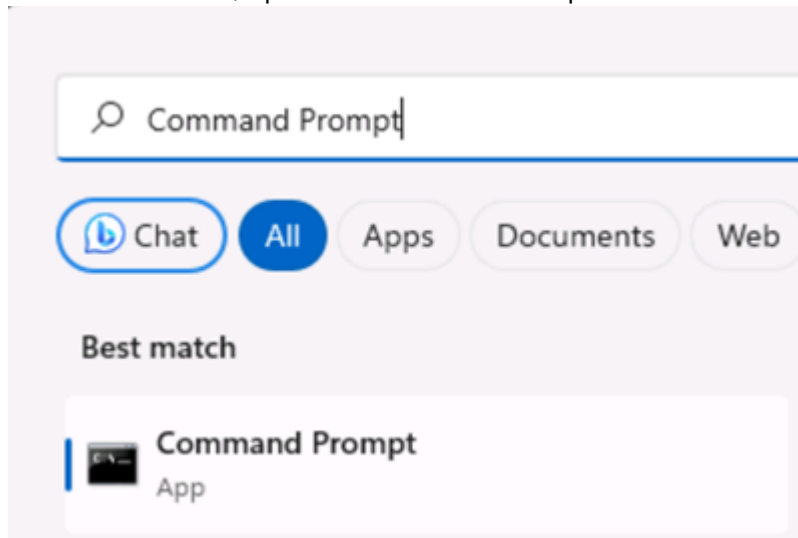 Command Prompt
Chat All Apps Documents Web
Best match
Command Prompt
App